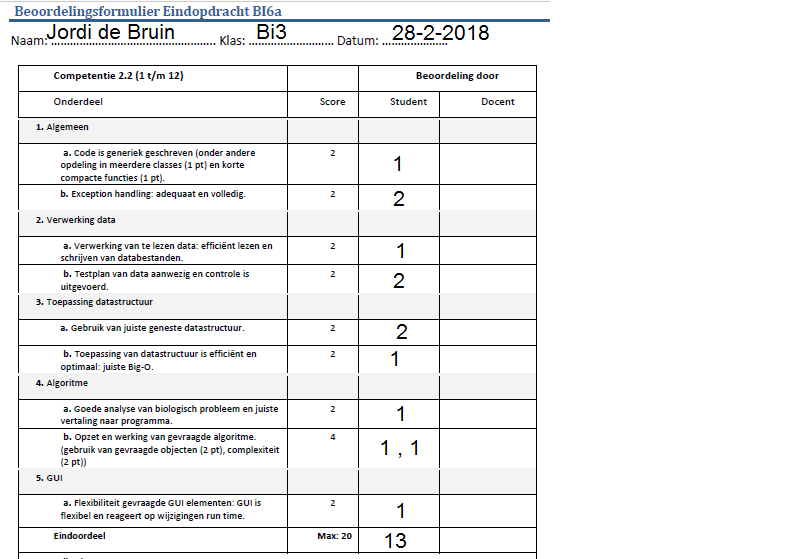 Beoordelingsformulier Eindopdracht BI6a
Naam: Jordi de Bruin Klas: Bi3 Datum: 28-2-2018
Competentie 2.2 (1 t/m 12) Beoordeling door
Onderdeel Score Student Docent
1. Algemeen
a. Code is generiek geschreven (onder andere
opdeling in meerdere classes (1 pt) en korte
compacte functies (1 pt). 2 1
b. Exception handling: adequaat en volledig. 2 2
2. Verwerking data
a. Verwerking van te lezen data: efficiënt lezen en
schrijven van databestanden. 2 1
b. Testplan van data aanwezig en controle is
uitgevoerd. 2 2
3. Toepassing datastructuur
a. Gebruik van juiste geneste datastructuur. 2 2
b. Toepassing van datastructuur is efficiënt en
optimaal: juiste Big-O. 2 1
4. Algoritme
a. Goede analyse van biologisch probleem en juiste
vertaling naar programma. 2 1
b. Opzet en werking van gevraagde algoritme.
(gebruik van gevraagde objecten (2 pt), complexiteit
(2 pt)) 4 1 , 1
5. GUI
a. Flexibiliteit gevraagde GUI elementen: GUI is
flexibel en reageert op wijzigingen run time. 2 1
Eindoordeel Max: 20 13